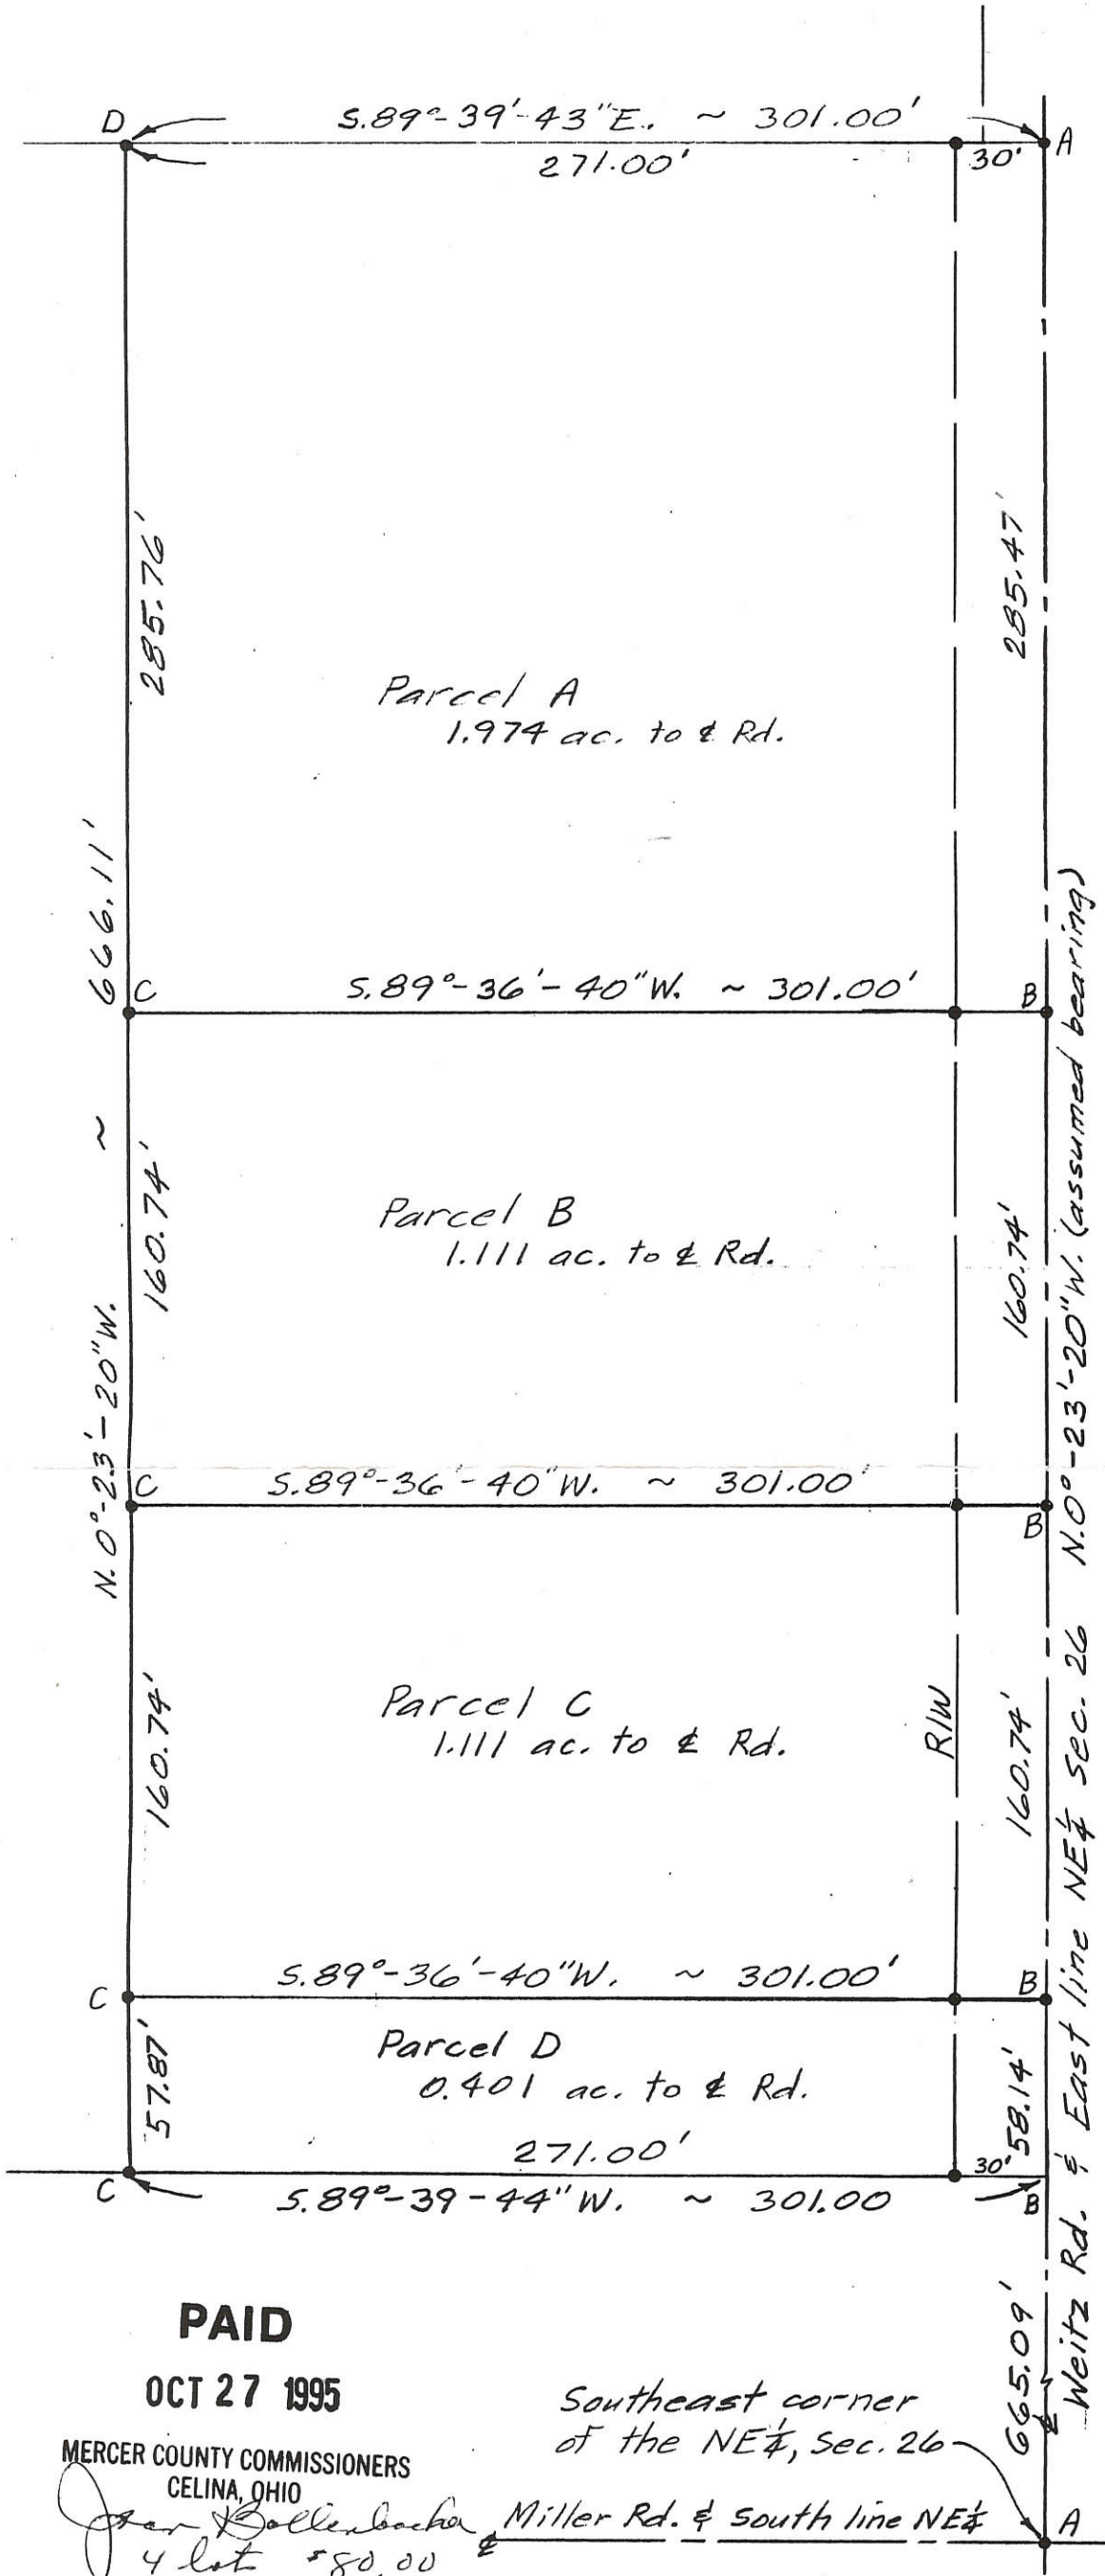 D
S.89°-39'-43"E. ~ 301.00'
A
271.00'
30'
285.76'
285.47'
Parcel A
1.974 ac. to ℄ Rd.
666.11'
C
S.89°-36'-40"W. ~ 301.00'
B
~
160.74'
Parcel B
1.111 ac. to ℄ Rd.
160.74'
N.0°-23'-20"W.
N.0°-23'-20"W. (assumed bearing)
C
S.89°-36'-40"W. ~ 301.00'
B
160.74'
Parcel C
1.111 ac. to ℄ Rd.
R/W
160.74'
C
S.89°-36'-40"W. ~ 301.00'
B
57.87'
Parcel D
0.401 ac. to ℄ Rd.
58.14'
271.00'
30'
C
S.89°-39-44"W. ~ 301.00
B
℄ Weitz Rd. & East line NE¼ Sec. 26
665.09'
PAID
OCT 27 1995
MERCER COUNTY COMMISSIONERS
CELINA, OHIO
Bollenbacher
4 lot $80.00
Southeast corner
of the NE¼, Sec. 26
℄ Miller Rd. & South line NE¼
A